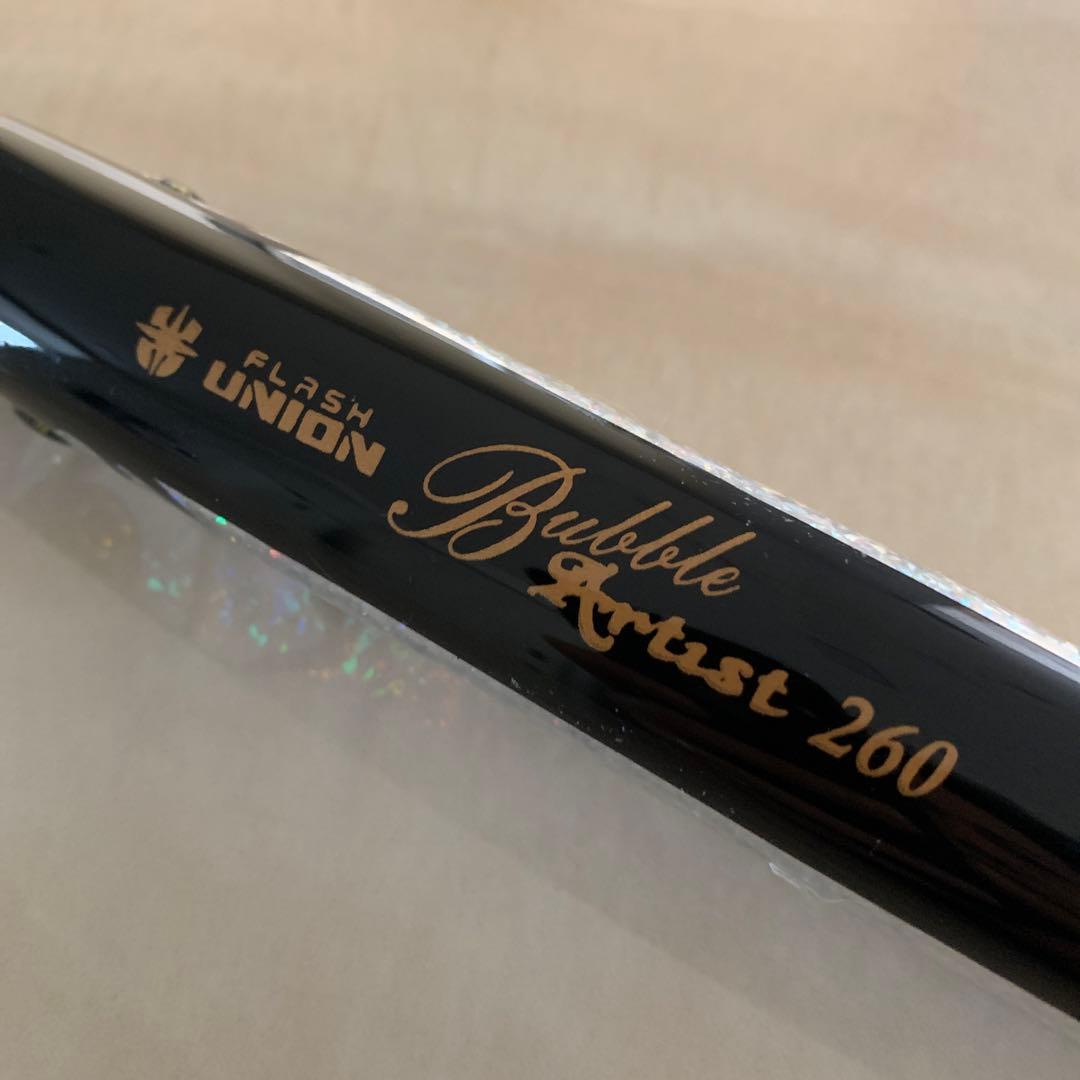 FLASH
UNION
Bubble
Artist 260